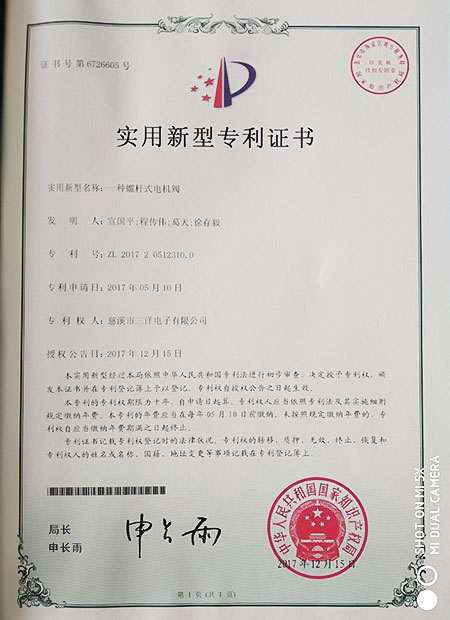 证书号第6726605号
实用新型专利证书
实用新型名称：一种螺杆式电机阀
发明人：宣国平;程传伟;葛天;徐存毅
专利号：ZL 2017 2 0512310.0
专利申请日：2017年05月10日
专利权人：慈溪市三洋电子有限公司
授权公告日：2017年12月15日
本实用新型经过本局依照中华人民共和国专利法进行初步审查，决定授予专利权，颁
发本证书并在专利登记簿上予以登记。专利权自授权公告之日起生效。
本专利的专利权期限为十年，自申请日起算。专利权人应当依照专利法及其实施细则
规定缴纳年费。本专利的年费应当在每年05月10日前缴纳。未按照规定缴纳年费的，专
利权自应当缴纳年费期满之日起终止。
专利证书记载专利权登记时的法律状况。专利权的转移、质押、无效、终止、恢复和
专利权人的姓名或名称、国籍、地址变更等事项记载在专利登记簿上。
局长
申长雨
申长雨
中华人民共和国国家知识产权局
2017年12月15日
第1页(共1页)
SHOT ON MI 5X
MI DUAL CAMERA